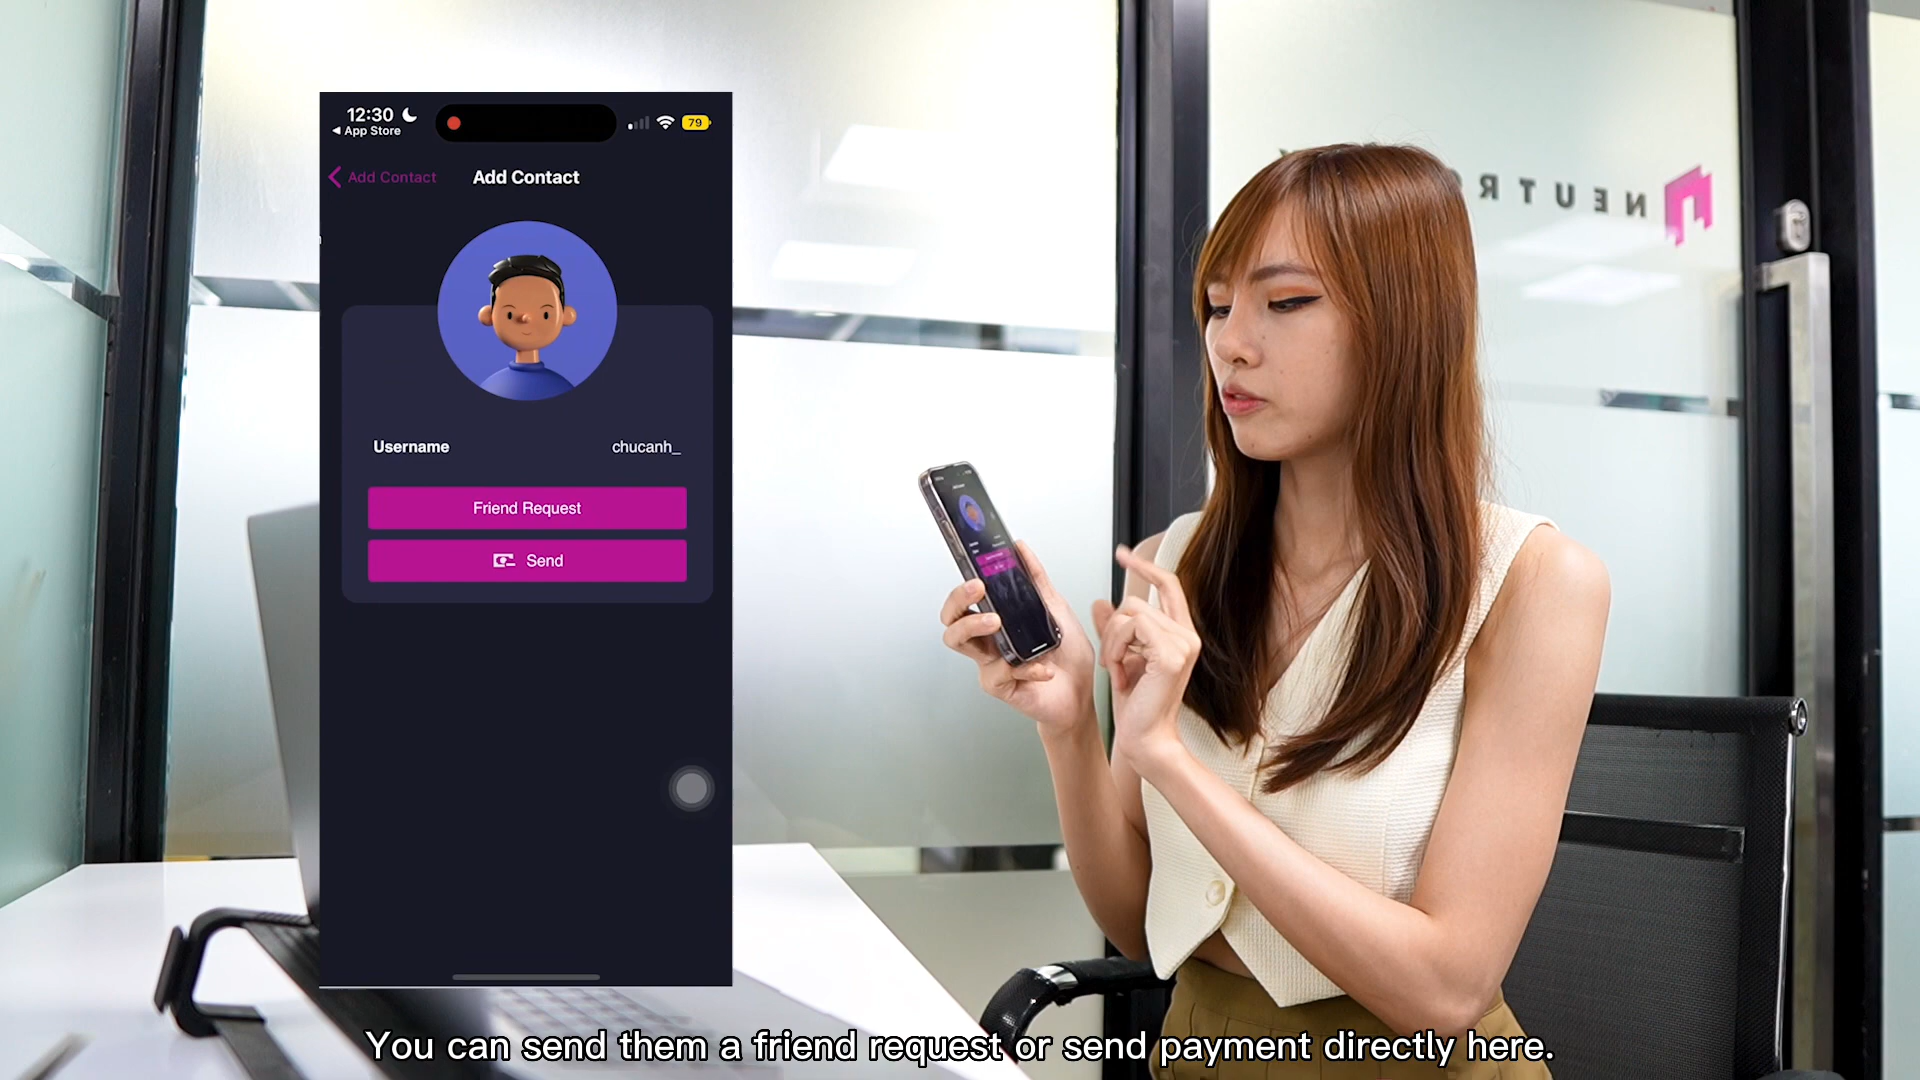 12:30
App Store
79
Add Contact
Add Contact
Username
chucanh_
Friend Request
Send
NEUTR
You can send them a friend request or send payment directly here.